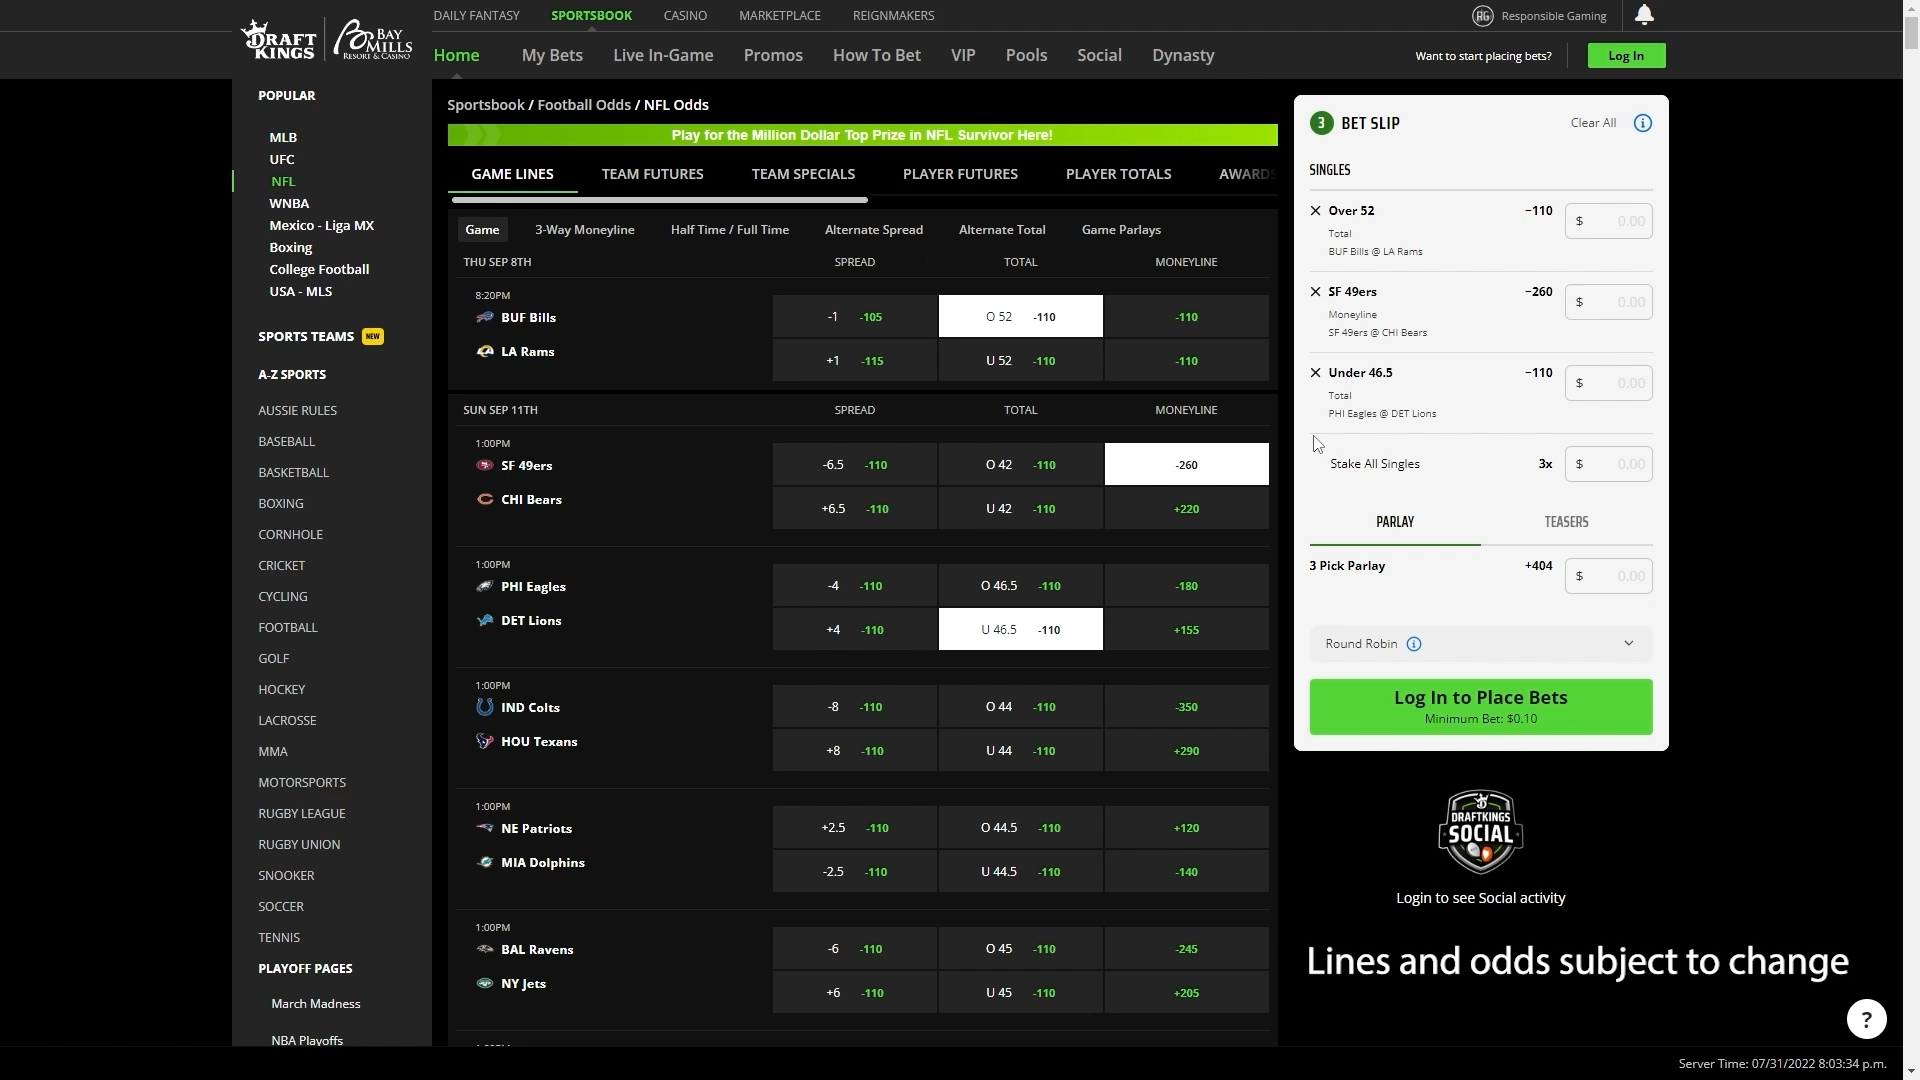 DRAFT KINGS
BAY MILLS
RESORT & CASINO
DAILY FANTASY SPORTSBOOK CASINO MARKETPLACE REIGNMAKERS
RG Responsible Gaming
Home My Bets Live In-Game Promos How To Bet VIP Pools Social Dynasty
Want to start placing bets? Log In
POPULAR
MLB
UFC
NFL
WNBA
Mexico - Liga MX
Boxing
College Football
USA - MLS
SPORTS TEAMS NEW
A-Z SPORTS
AUSSIE RULES
BASEBALL
BASKETBALL
BOXING
CORNHOLE
CRICKET
CYCLING
FOOTBALL
GOLF
HOCKEY
LACROSSE
MMA
MOTORSPORTS
RUGBY LEAGUE
RUGBY UNION
SNOOKER
SOCCER
TENNIS
PLAYOFF PAGES
March Madness
NBA Playoffs
Sportsbook / Football Odds / NFL Odds
Play for the Million Dollar Top Prize in NFL Survivor Here!
GAME LINES TEAM FUTURES TEAM SPECIALS PLAYER FUTURES PLAYER TOTALS AWARDS
Game 3-Way Moneyline Half Time / Full Time Alternate Spread Alternate Total Game Parlays
THU SEP 8TH SPREAD TOTAL MONEYLINE
8:20PM
BUF Bills -1 -105 O 52 -110 -110
LA Rams +1 -115 U 52 -110 -110
SUN SEP 11TH SPREAD TOTAL MONEYLINE
1:00PM
SF 49ers -6.5 -110 O 42 -110 -260
CHI Bears +6.5 -110 U 42 -110 +220
1:00PM
PHI Eagles -4 -110 O 46.5 -110 -180
DET Lions +4 -110 U 46.5 -110 +155
1:00PM
IND Colts -8 -110 O 44 -110 -350
HOU Texans +8 -110 U 44 -110 +290
1:00PM
NE Patriots +2.5 -110 O 44.5 -110 +120
MIA Dolphins -2.5 -110 U 44.5 -110 -140
1:00PM
BAL Ravens -6 -110 O 45 -110 -245
NY Jets +6 -110 U 45 -110 +205
3 BET SLIP Clear All
SINGLES
Over 52 −110 $ 0.00
Total
BUF Bills @ LA Rams
SF 49ers −260 $ 0.00
Moneyline
SF 49ers @ CHI Bears
Under 46.5 −110 $ 0.00
Total
PHI Eagles @ DET Lions
Stake All Singles 3x $ 0.00
PARLAY TEASERS
3 Pick Parlay +404 $ 0.00
Round Robin
Log In to Place Bets
Minimum Bet: $0.10
DRAFTKINGS
SOCIAL
Login to see Social activity
Lines and odds subject to change
?
Server Time: 07/31/2022 8:03:34 p.m.